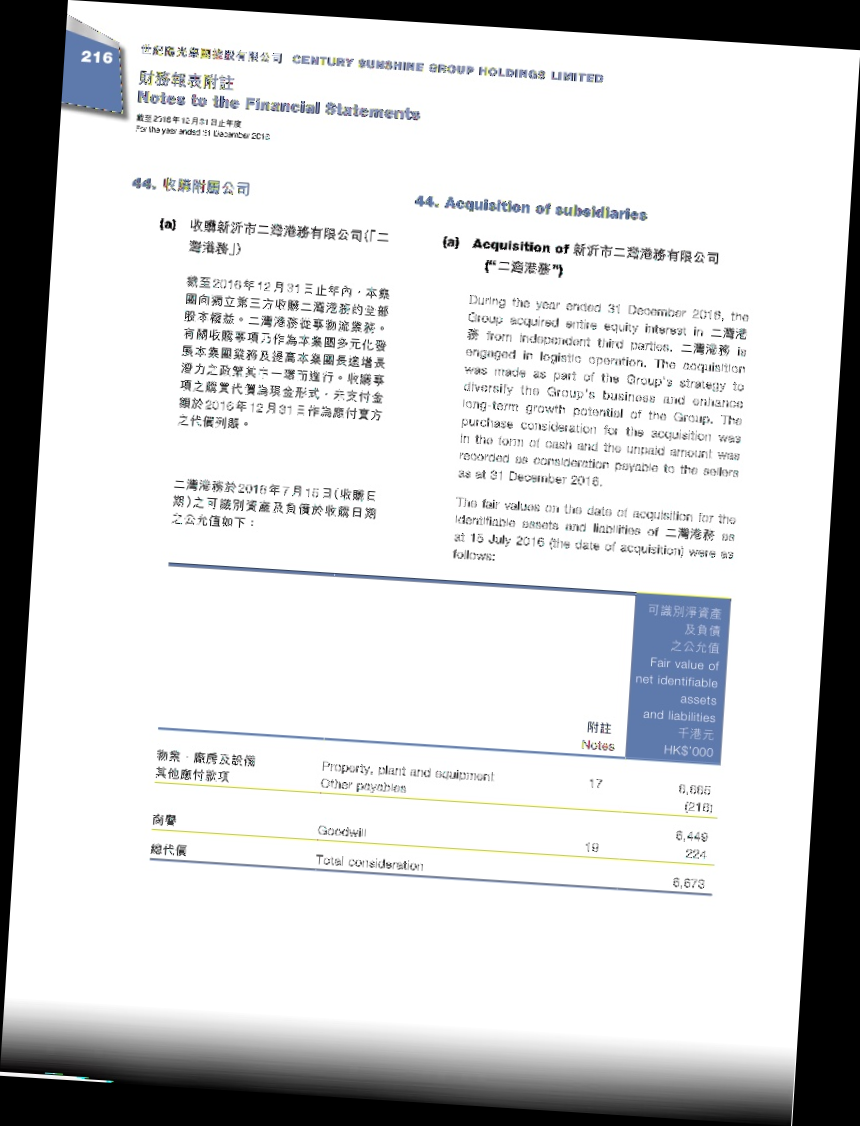 216
世紀陽光集團控股有限公司 CENTURY SUNSHINE GROUP HOLDINGS LIMITED
財務報表附註
Notes to the Financial Statements
截至2016年12月31日止年度
For the year ended 31 December 2016
44. 收購附屬公司
(a) 收購新沂市二灣港務有限公司(「二
灣港務」)
截至2016年12月31日止年內，本集
團向獨立第三方收購二灣港務的全部
股本權益。二灣港務從事物流業務。
有關收購事項乃作為本集團多元化發
展本集團業務及提高本集團長遠增長
潛力之政策其中一環而進行。收購事
項之購買代價為現金形式，未支付金
額於2016年12月31日作為應付賣方
之代價列賬。
二灣港務於2016年7月15日(收購日
期)之可識別資產及負債於收購日期
之公允值如下：
44. Acquisition of subsidiaries
(a) Acquisition of 新沂市二灣港務有限公司
(“二灣港務”)
During the year ended 31 December 2016, the
Group acquired entire equity interest in 二灣港
務 from independent third parties. 二灣港務 is
engaged in logistic operation. The acquisition
was made as part of the Group's strategy to
diversify the Group's business and enhance
long-term growth potential of the Group. The
purchase consideration for the acquisition was
in the form of cash and the unpaid amount was
recorded as consideration payable to the sellers
as at 31 December 2016.
The fair values on the date of acquisition for the
identifiable assets and liabilities of 二灣港務 as
at 15 July 2016 (the date of acquisition) were as
follows:
可識別淨資產
及負債
之公允值
Fair value of
net identifiable
assets
and liabilities
附註 千港元
Notes HK$'000
物業、廠房及設備 Property, plant and equipment 17 6,665
其他應付款項 Other payables (216)
6,449
商譽 Goodwill 19 224
總代價 Total consideration 6,673